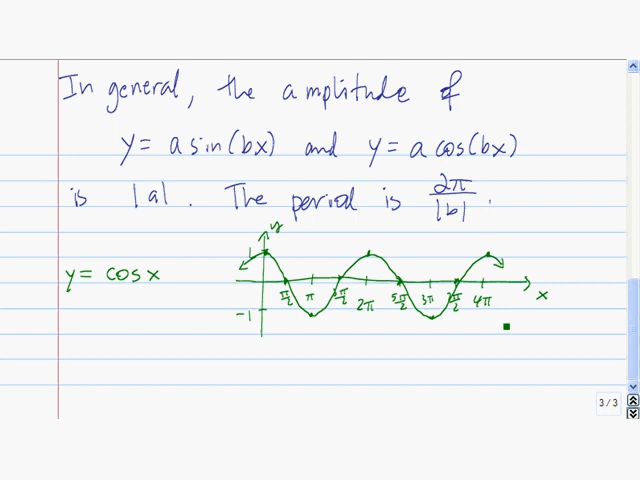 In general, the amplitude of
y = a sin(bx) and y = a cos(bx)
is |a|. The period is 2π/|b|.
y = cos x
y
1
π/2 π 3π/2 2π 5π/2 3π 7π/2 4π x
-1
3/3